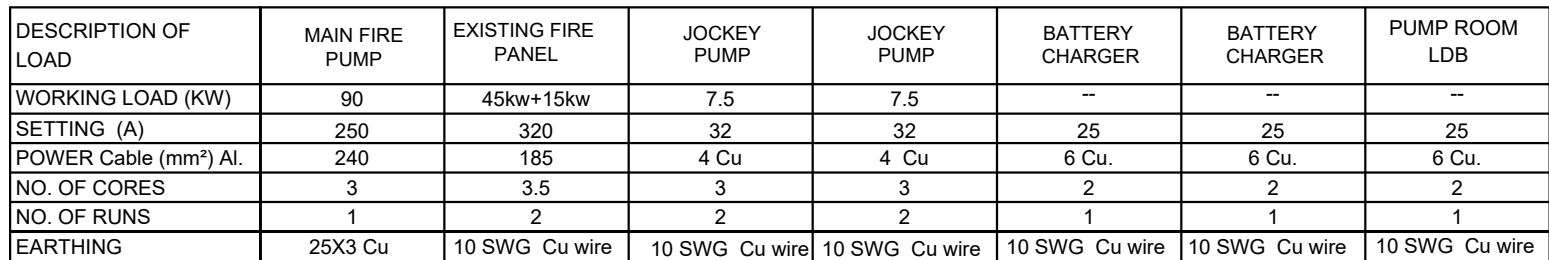 DESCRIPTION OF LOAD | MAIN FIRE PUMP | EXISTING FIRE PANEL | JOCKEY PUMP | JOCKEY PUMP | BATTERY CHARGER | BATTERY CHARGER | PUMP ROOM LDB
WORKING LOAD (KW) | 90 | 45kw+15kw | 7.5 | 7.5 | -- | -- | --
SETTING (A) | 250 | 320 | 32 | 32 | 25 | 25 | 25
POWER Cable (mm²) Al. | 240 | 185 | 4 Cu | 4 Cu | 6 Cu. | 6 Cu. | 6 Cu.
NO. OF CORES | 3 | 3.5 | 3 | 3 | 2 | 2 | 2
NO. OF RUNS | 1 | 2 | 2 | 2 | 1 | 1 | 1
EARTHING | 25X3 Cu | 10 SWG Cu wire | 10 SWG Cu wire | 10 SWG Cu wire | 10 SWG Cu wire | 10 SWG Cu wire | 10 SWG Cu wire